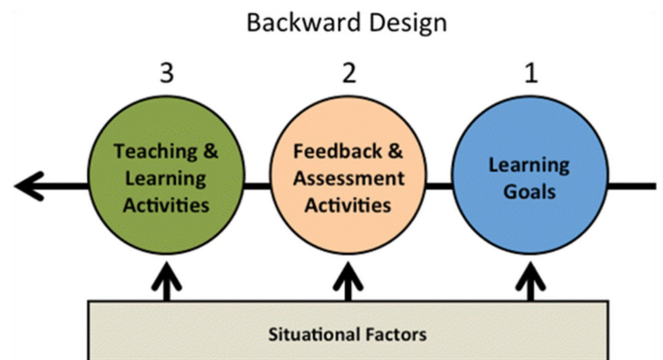 Backward Design
3
2
1
Teaching &
Learning
Activities
Feedback &
Assessment
Activities
Learning
Goals
Situational Factors